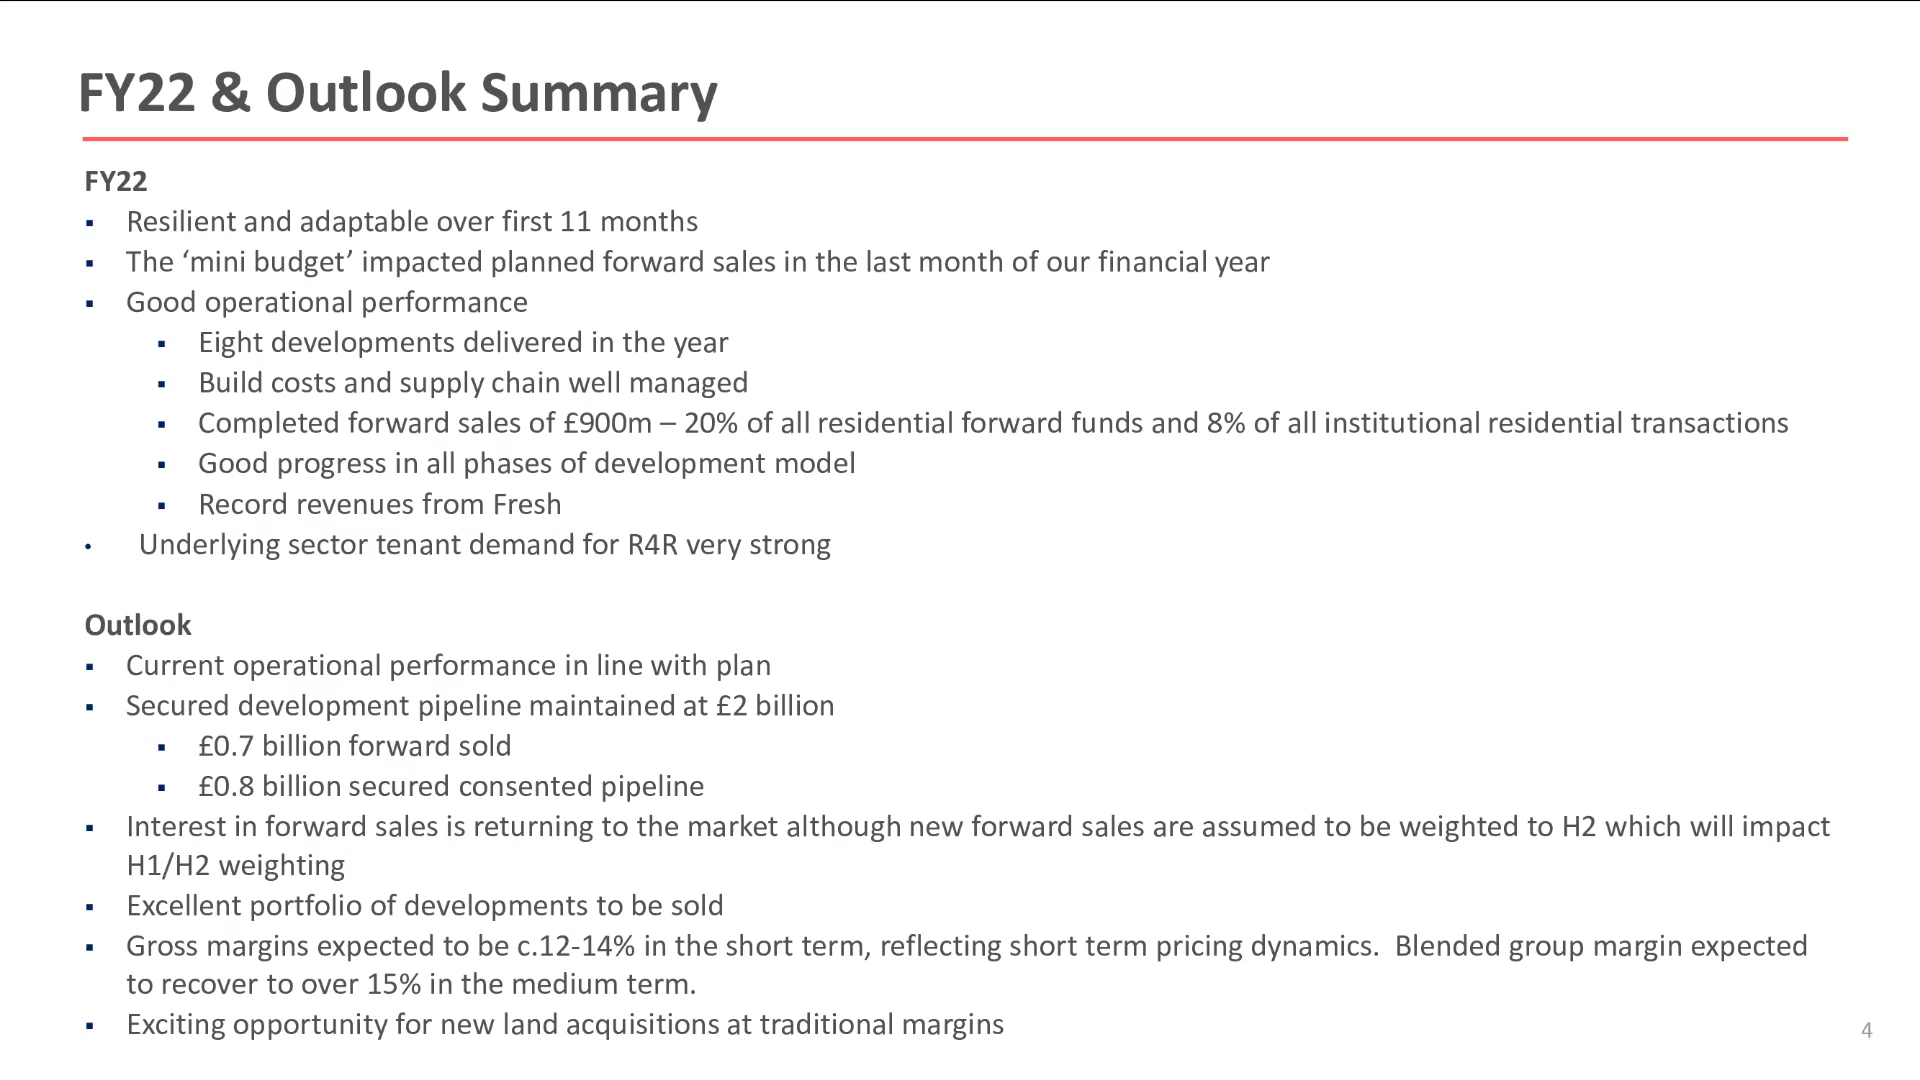 FY22 & Outlook Summary
FY22
▪ Resilient and adaptable over first 11 months
▪ The ‘mini budget’ impacted planned forward sales in the last month of our financial year
▪ Good operational performance
▪ Eight developments delivered in the year
▪ Build costs and supply chain well managed
▪ Completed forward sales of £900m – 20% of all residential forward funds and 8% of all institutional residential transactions
▪ Good progress in all phases of development model
▪ Record revenues from Fresh
• Underlying sector tenant demand for R4R very strong
Outlook
▪ Current operational performance in line with plan
▪ Secured development pipeline maintained at £2 billion
▪ £0.7 billion forward sold
▪ £0.8 billion secured consented pipeline
▪ Interest in forward sales is returning to the market although new forward sales are assumed to be weighted to H2 which will impact
H1/H2 weighting
▪ Excellent portfolio of developments to be sold
▪ Gross margins expected to be c.12-14% in the short term, reflecting short term pricing dynamics.  Blended group margin expected
to recover to over 15% in the medium term.
▪ Exciting opportunity for new land acquisitions at traditional margins
4